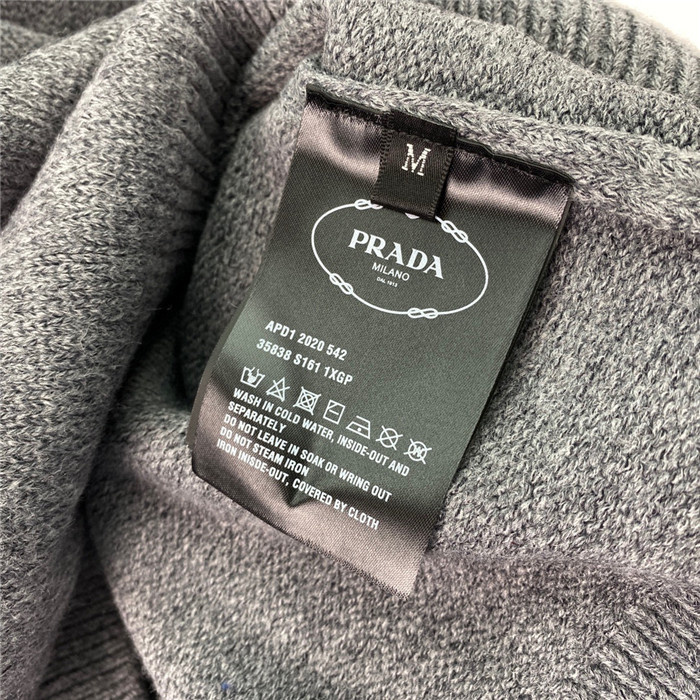 M
PRADA
MILANO
DAL 1913
APD1 2020 542
35838 S161 1XGP
WASH IN COLD WATER, INSIDE-OUT AND
SEPARATELY
DO NOT LEAVE IN SOAK OR WRING OUT
DO NOT STEAM IRON
IRON INISDE-OUT, COVERED BY CLOTH